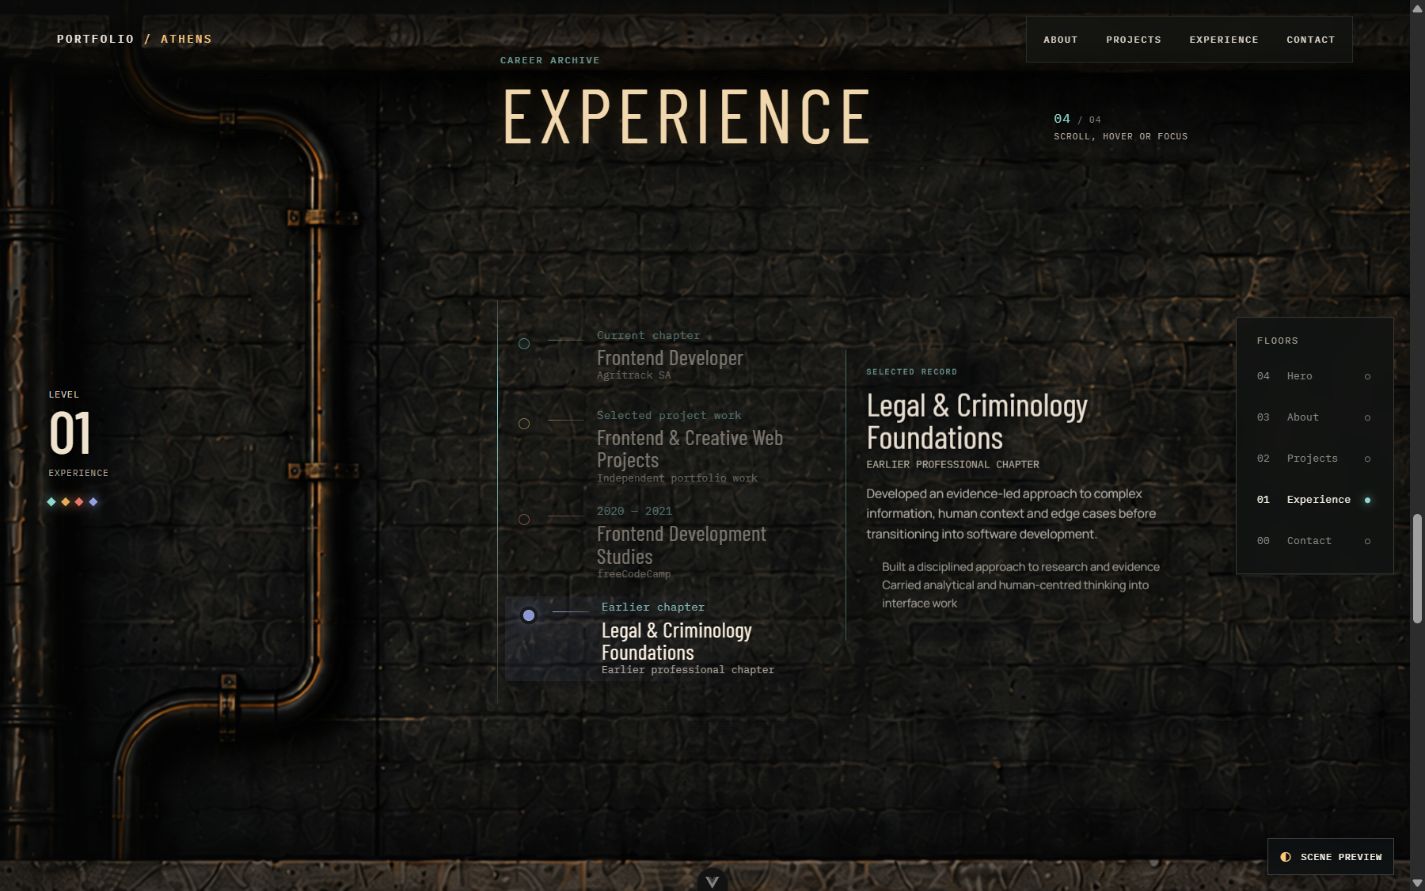 PORTFOLIO / ATHENS
ABOUT PROJECTS EXPERIENCE CONTACT
CAREER ARCHIVE
EXPERIENCE
04 / 04
SCROLL, HOVER OR FOCUS
LEVEL
01
EXPERIENCE
Current chapter
Frontend Developer
Agritrack SA
Selected project work
Frontend & Creative Web
Projects
Independent portfolio work
2020 — 2021
Frontend Development
Studies
freeCodeCamp
Earlier chapter
Legal & Criminology
Foundations
Earlier professional chapter
SELECTED RECORD
Legal & Criminology
Foundations
EARLIER PROFESSIONAL CHAPTER
Developed an evidence-led approach to complex
information, human context and edge cases before
transitioning into software development.
Built a disciplined approach to research and evidence
Carried analytical and human-centred thinking into
interface work
FLOORS
04 Hero
03 About
02 Projects
01 Experience
00 Contact
SCENE PREVIEW